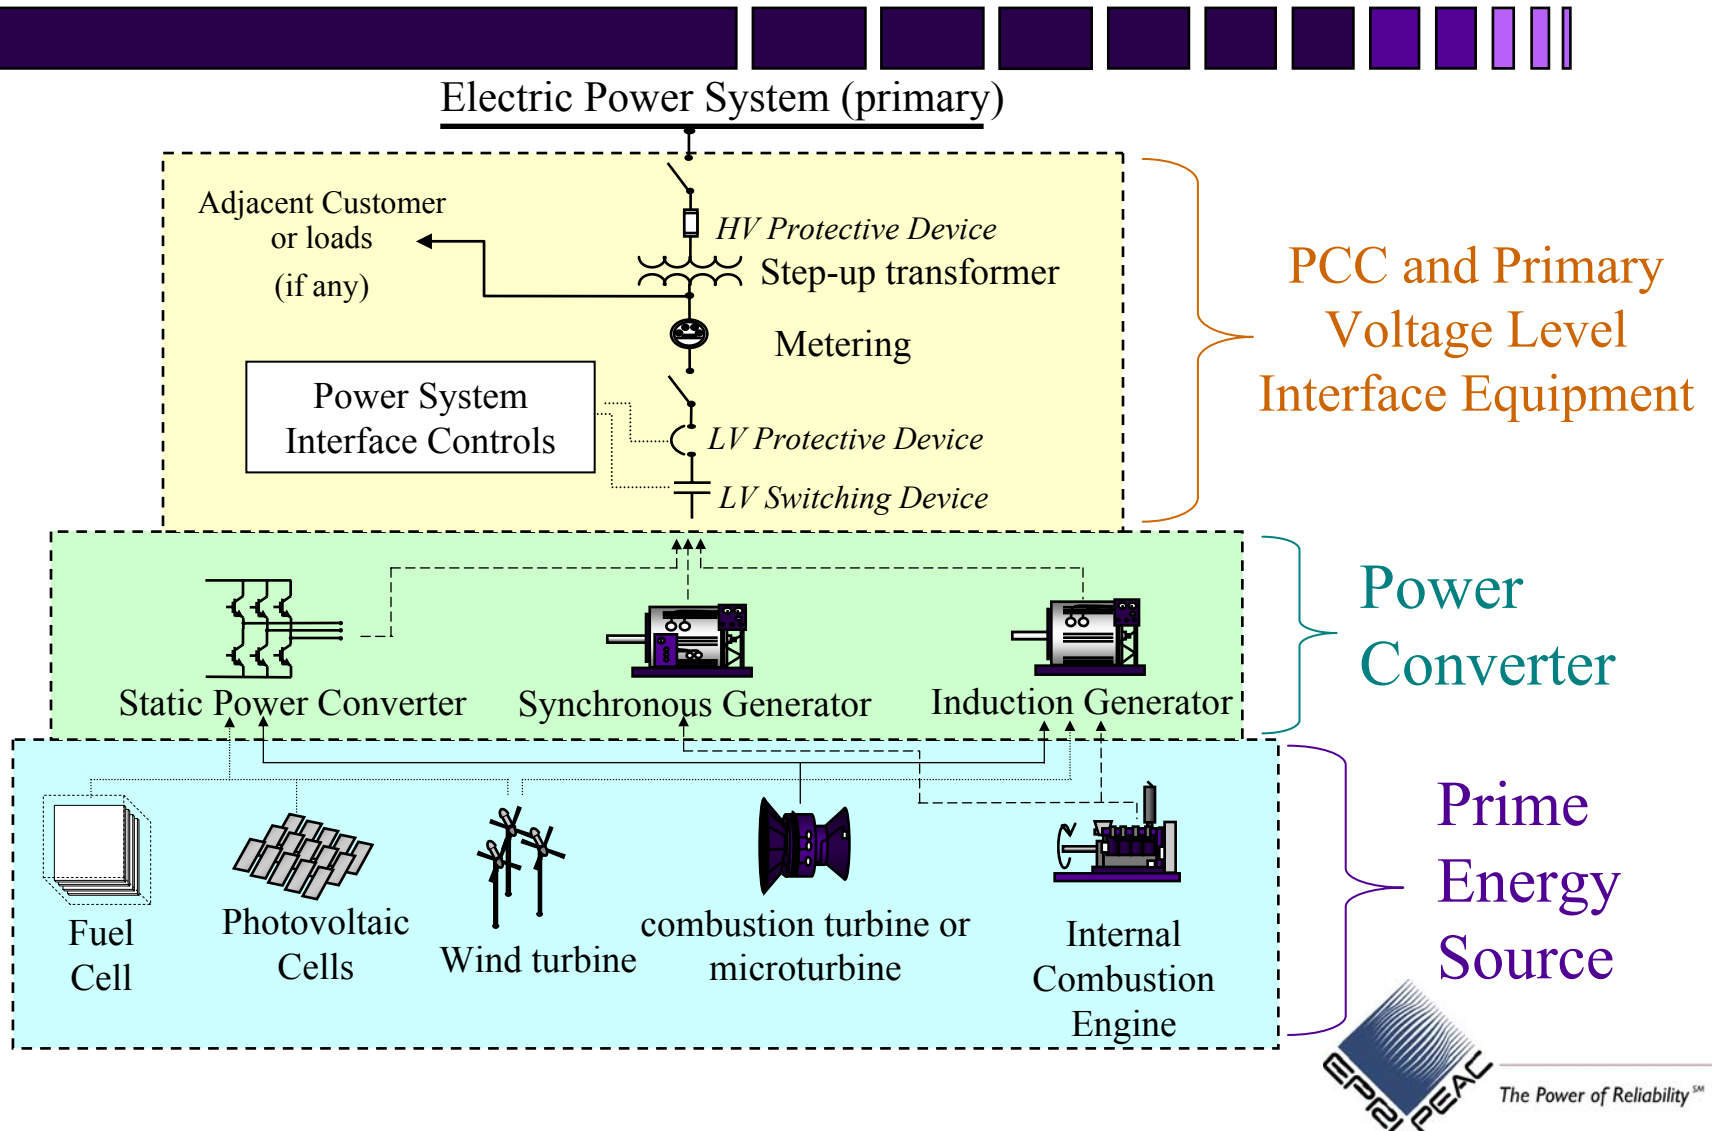 Electric Power System (primary)
Adjacent Customer
or loads
(if any)
HV Protective Device
Step-up transformer
Metering
Power System
Interface Controls
LV Protective Device
LV Switching Device
PCC and Primary
Voltage Level
Interface Equipment
Static Power Converter
Synchronous Generator
Induction Generator
Power
Converter
Fuel
Cell
Photovoltaic
Cells
Wind turbine
combustion turbine or
microturbine
Internal
Combustion
Engine
Prime
Energy
Source
EPRI PEAC
The Power of Reliability℠